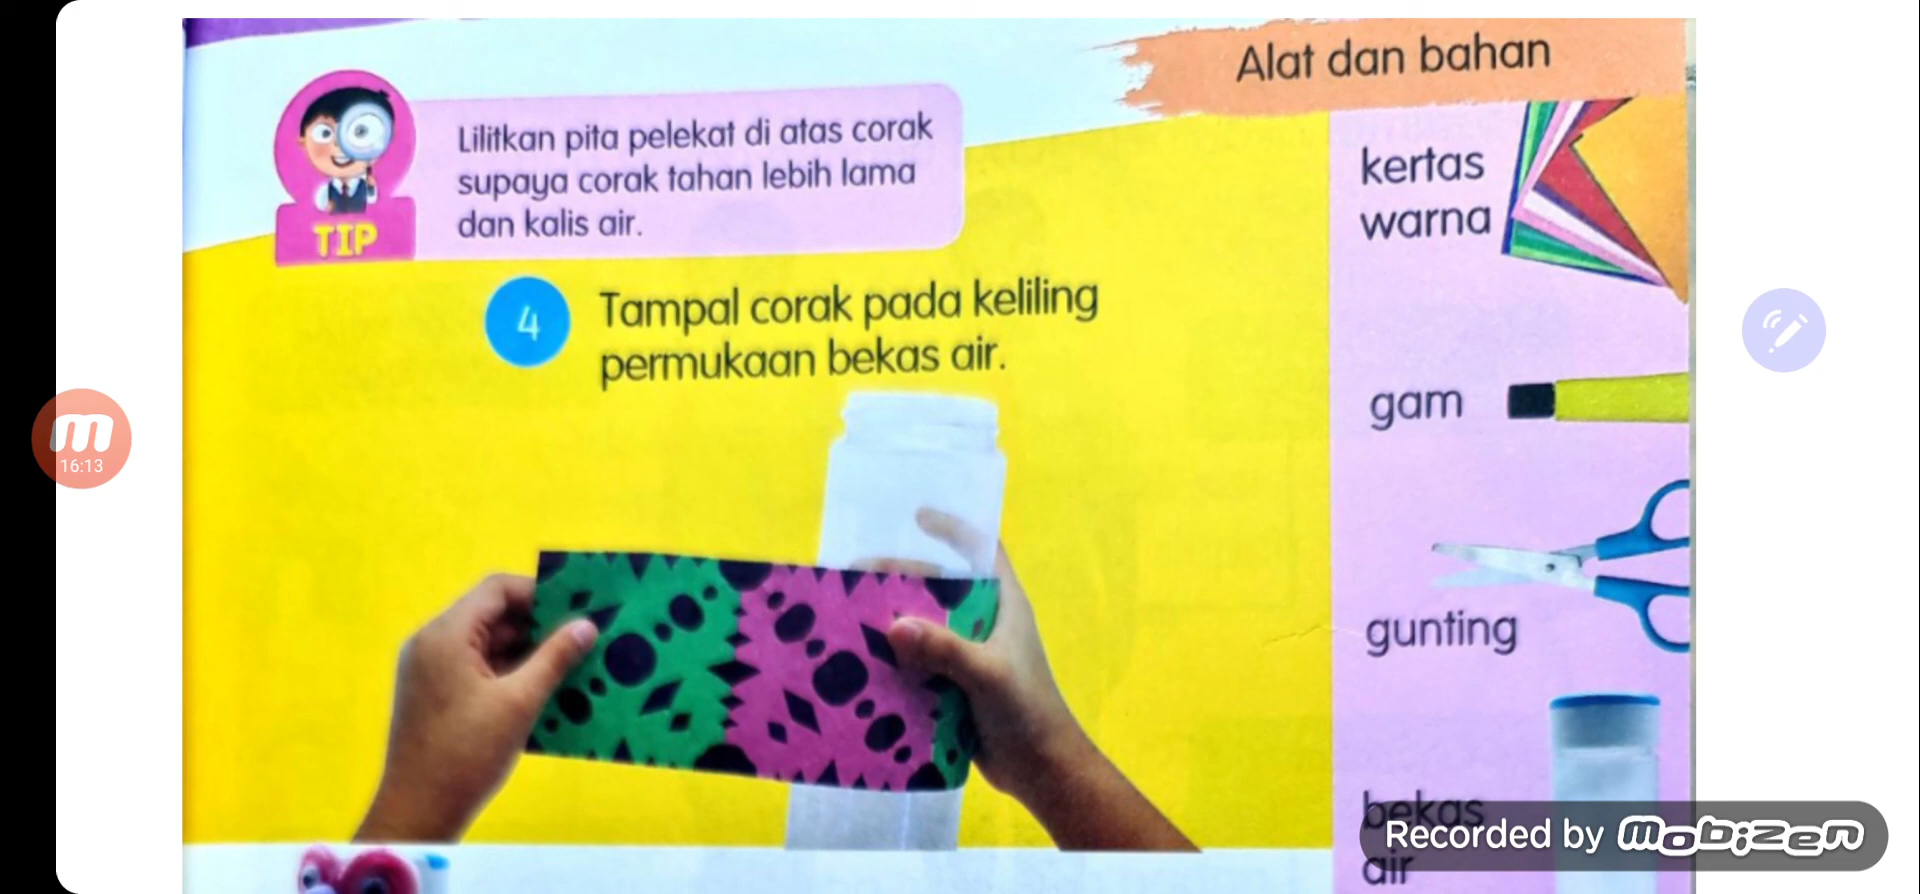 Alat dan bahan
Lilitkan pita pelekat di atas corak
supaya corak tahan lebih lama
dan kalis air.
TIP
4
Tampal corak pada keliling
permukaan bekas air.
kertas
warna
gam
gunting
bekas
air
16:13
Recorded by Mobizen